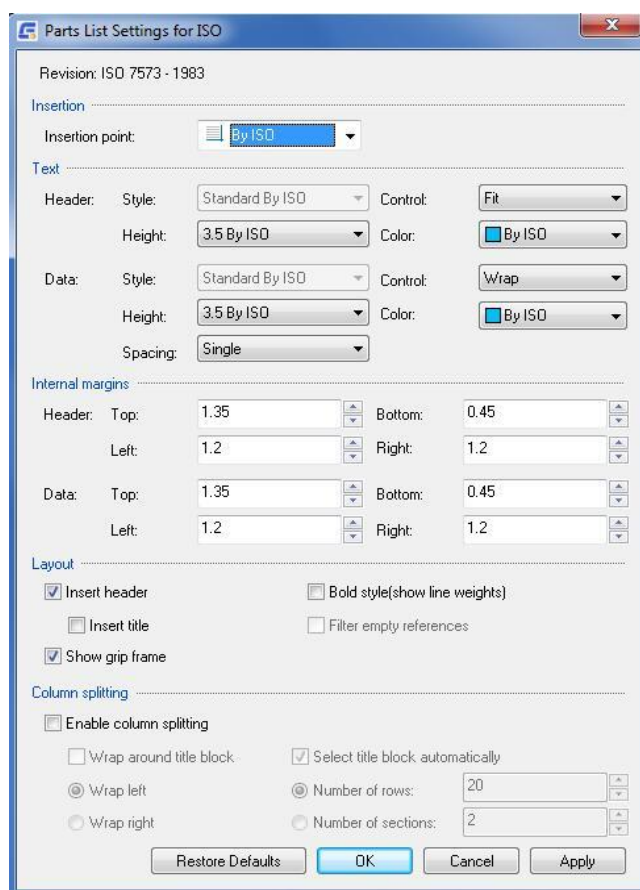 Parts List Settings for ISO
Revision: ISO 7573 - 1983
Insertion
Insertion point: By ISO
Text
Header: Style: Standard By ISO Control: Fit
Height: 3.5 By ISO Color: By ISO
Data: Style: Standard By ISO Control: Wrap
Height: 3.5 By ISO Color: By ISO
Spacing: Single
Internal margins
Header: Top: 1.35 Bottom: 0.45
Left: 1.2 Right: 1.2
Data: Top: 1.35 Bottom: 0.45
Left: 1.2 Right: 1.2
Layout
Insert header Bold style(show line weights)
Insert title Filter empty references
Show grip frame
Column splitting
Enable column splitting
Wrap around title block Select title block automatically
Wrap left Number of rows: 20
Wrap right Number of sections: 2
Restore Defaults OK Cancel Apply